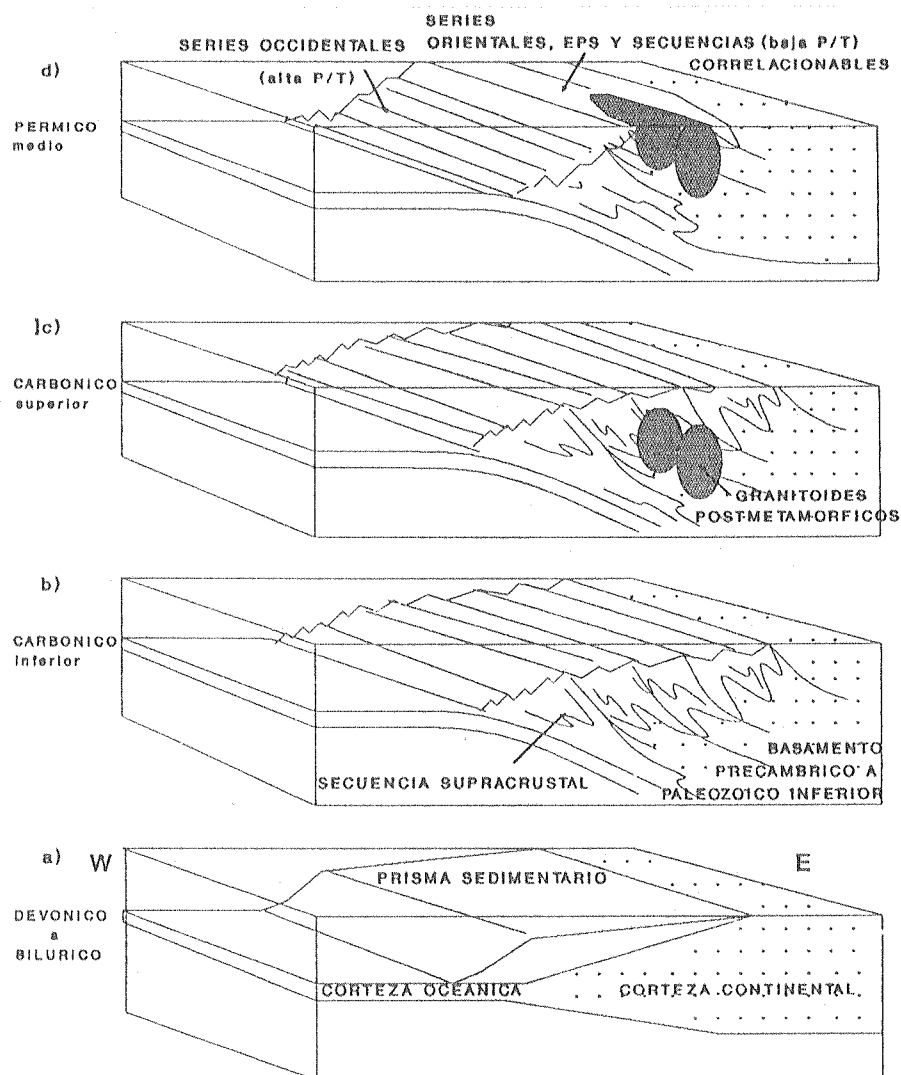 SERIES
SERIES OCCIDENTALES
ORIENTALES, EPS Y SECUENCIAS (baja P/T)
d)
(alta P/T)
CORRELACIONABLES
PERMICO
medio
]c)
CARBONICO
superior
GRANITOIDES
POST-METAMORFICOS
b)
CARBONICO
inferior
SECUENCIA SUPRACRUSTAL
BASAMENTO
PRECAMBRICO A
PALEOZOICO INFERIOR
a) W
E
PRISMA SEDIMENTARIO
DEVONICO
a
BILURICO
CORTEZA OCEANICA
CORTEZA CONTINENTAL